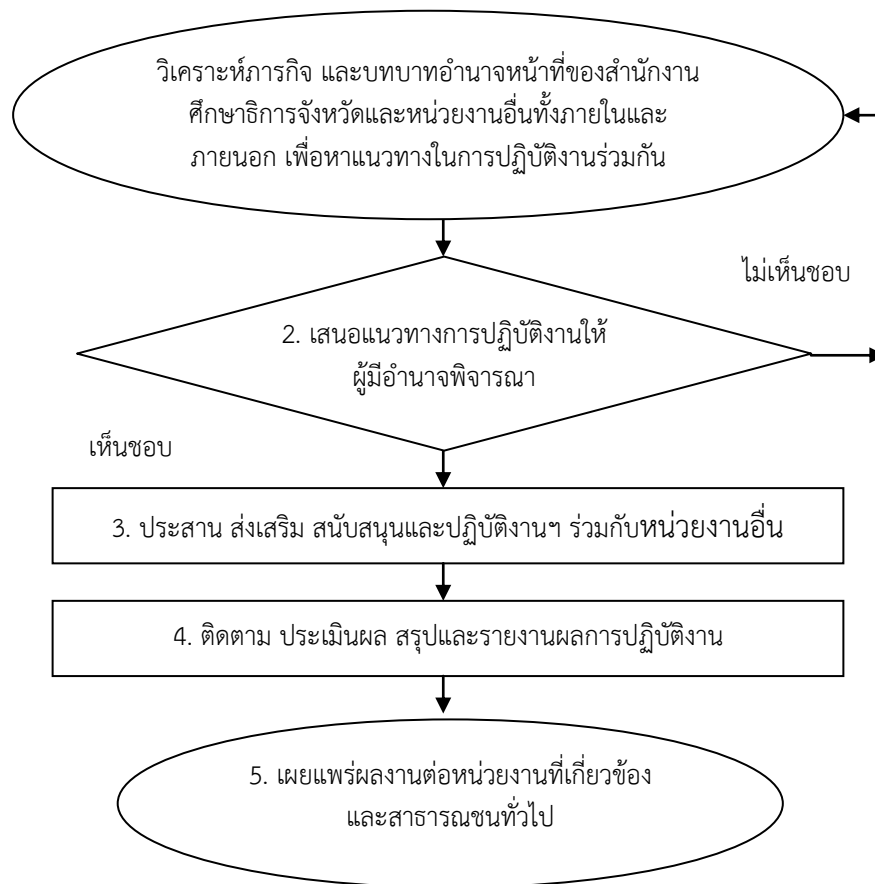 วิเคราะห์ภารกิจ และบทบาทอำนาจหน้าที่ของสำนักงาน
ศึกษาธิการจังหวัดและหน่วยงานอื่นทั้งภายในและ
ภายนอก เพื่อหาแนวทางในการปฏิบัติงานร่วมกัน
ไม่เห็นชอบ
2. เสนอแนวทางการปฏิบัติงานให้
ผู้มีอำนาจพิจารณา
เห็นชอบ
3. ประสาน ส่งเสริม สนับสนุนและปฏิบัติงานฯ ร่วมกับหน่วยงานอื่น
4. ติดตาม ประเมินผล สรุปและรายงานผลการปฏิบัติงาน
5. เผยแพร่ผลงานต่อหน่วยงานที่เกี่ยวข้อง
และสาธารณชนทั่วไป